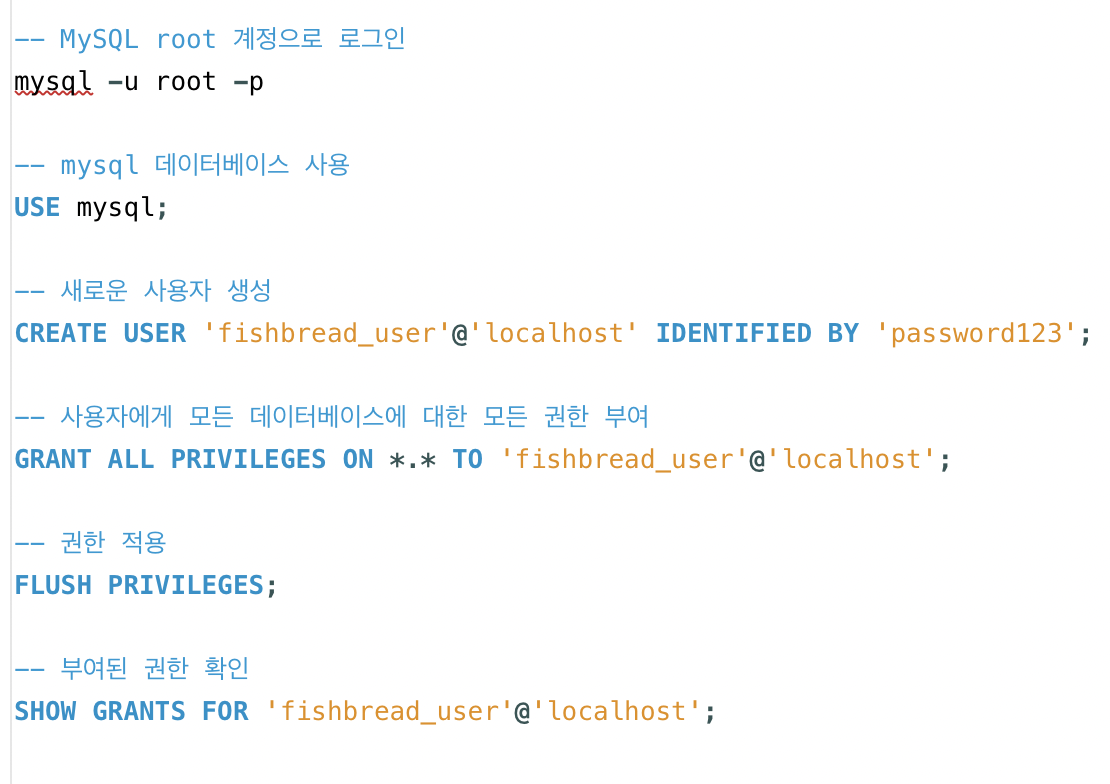 -- MySQL root 계정으로 로그인
mysql -u root -p
-- mysql 데이터베이스 사용
USE mysql;
-- 새로운 사용자 생성
CREATE USER 'fishbread_user'@'localhost' IDENTIFIED BY 'password123';
-- 사용자에게 모든 데이터베이스에 대한 모든 권한 부여
GRANT ALL PRIVILEGES ON *.* TO 'fishbread_user'@'localhost';
-- 권한 적용
FLUSH PRIVILEGES;
-- 부여된 권한 확인
SHOW GRANTS FOR 'fishbread_user'@'localhost';